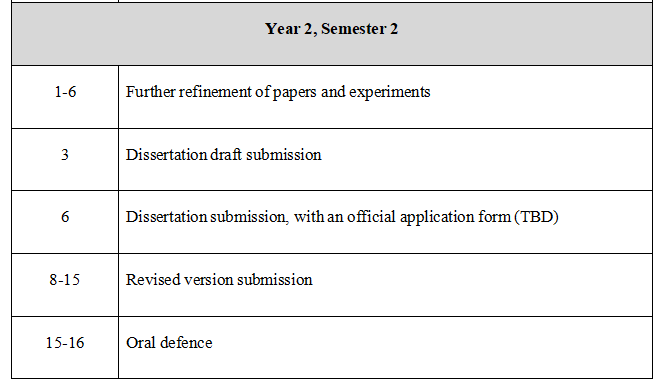 Year 2, Semester 2
1-6 Further refinement of papers and experiments
3 Dissertation draft submission
6 Dissertation submission, with an official application form (TBD)
8-15 Revised version submission
15-16 Oral defence